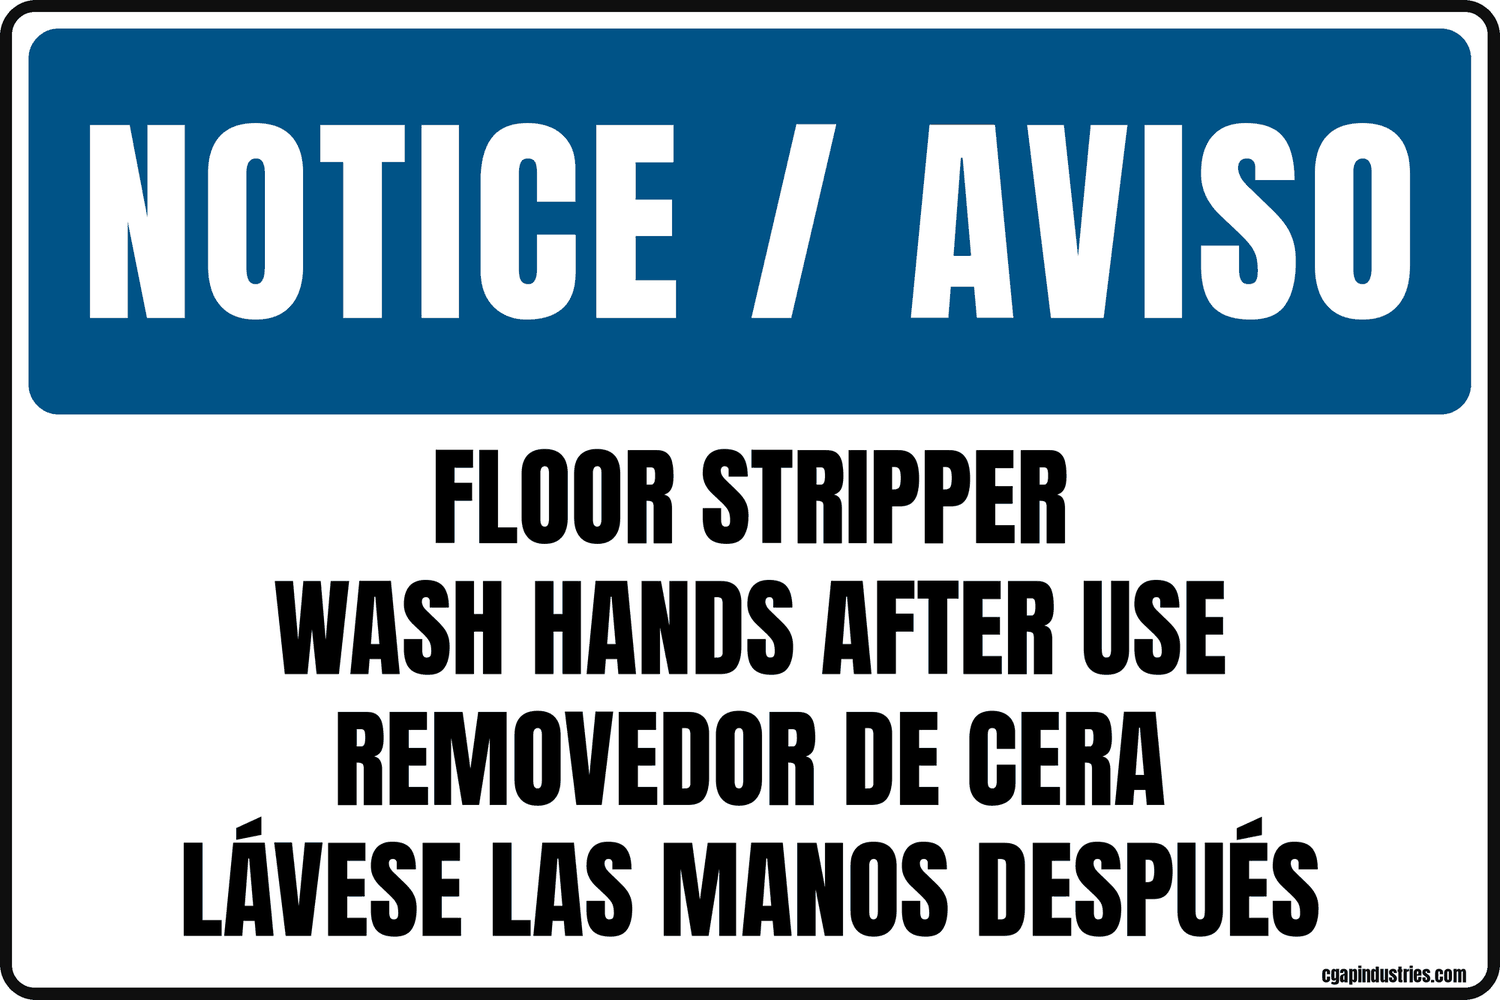 NOTICE / AVISO
FLOOR STRIPPER
WASH HANDS AFTER USE
REMOVEDOR DE CERA
LÁVESE LAS MANOS DESPUÉS
cgapindustries.com